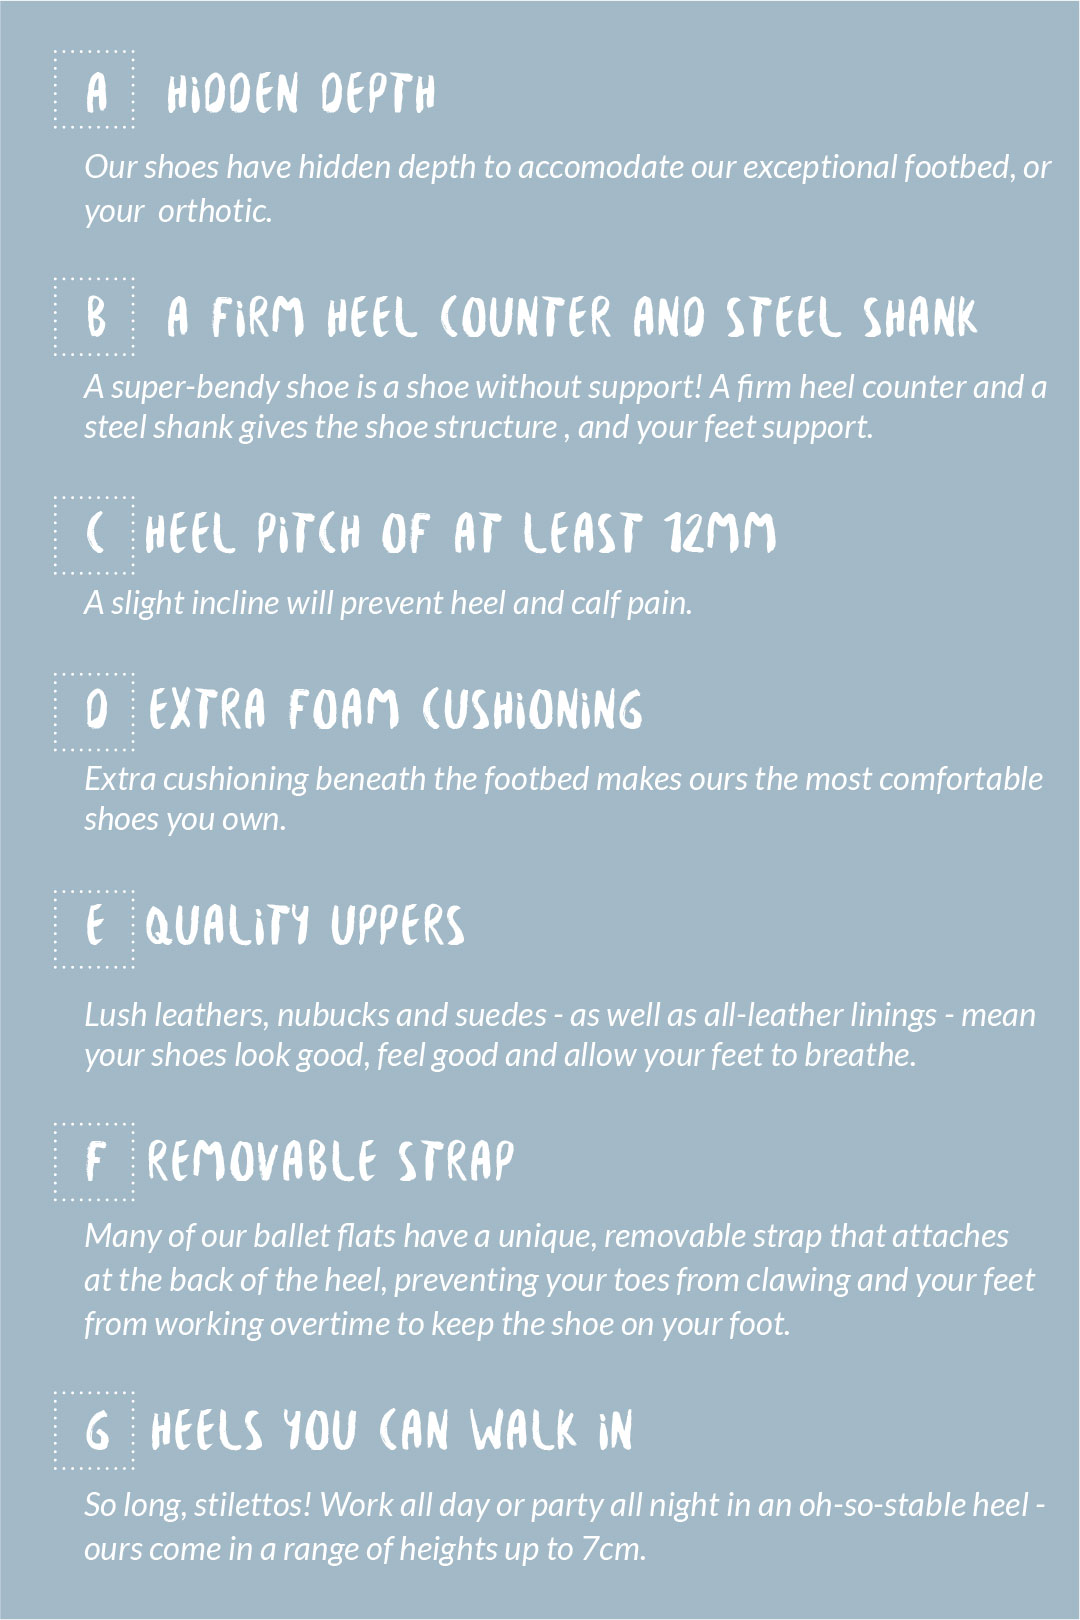 A HiDDEN DEPTH
Our shoes have hidden depth to accomodate our exceptional footbed, or
your orthotic.
B A FiRM HEEL COUNTER AND STEEL SHANK
A super-bendy shoe is a shoe without support! A firm heel counter and a
steel shank gives the shoe structure , and your feet support.
C HEEL PiTCH OF AT LEAST 12MM
A slight incline will prevent heel and calf pain.
D EXTRA FOAM CUSHiONiNG
Extra cushioning beneath the footbed makes ours the most comfortable
shoes you own.
E QUALiTY UPPERS
Lush leathers, nubucks and suedes - as well as all-leather linings - mean
your shoes look good, feel good and allow your feet to breathe.
F REMOVABLE STRAP
Many of our ballet flats have a unique, removable strap that attaches
at the back of the heel, preventing your toes from clawing and your feet
from working overtime to keep the shoe on your foot.
G HEELS YOU CAN WALK iN
So long, stilettos! Work all day or party all night in an oh-so-stable heel -
ours come in a range of heights up to 7cm.